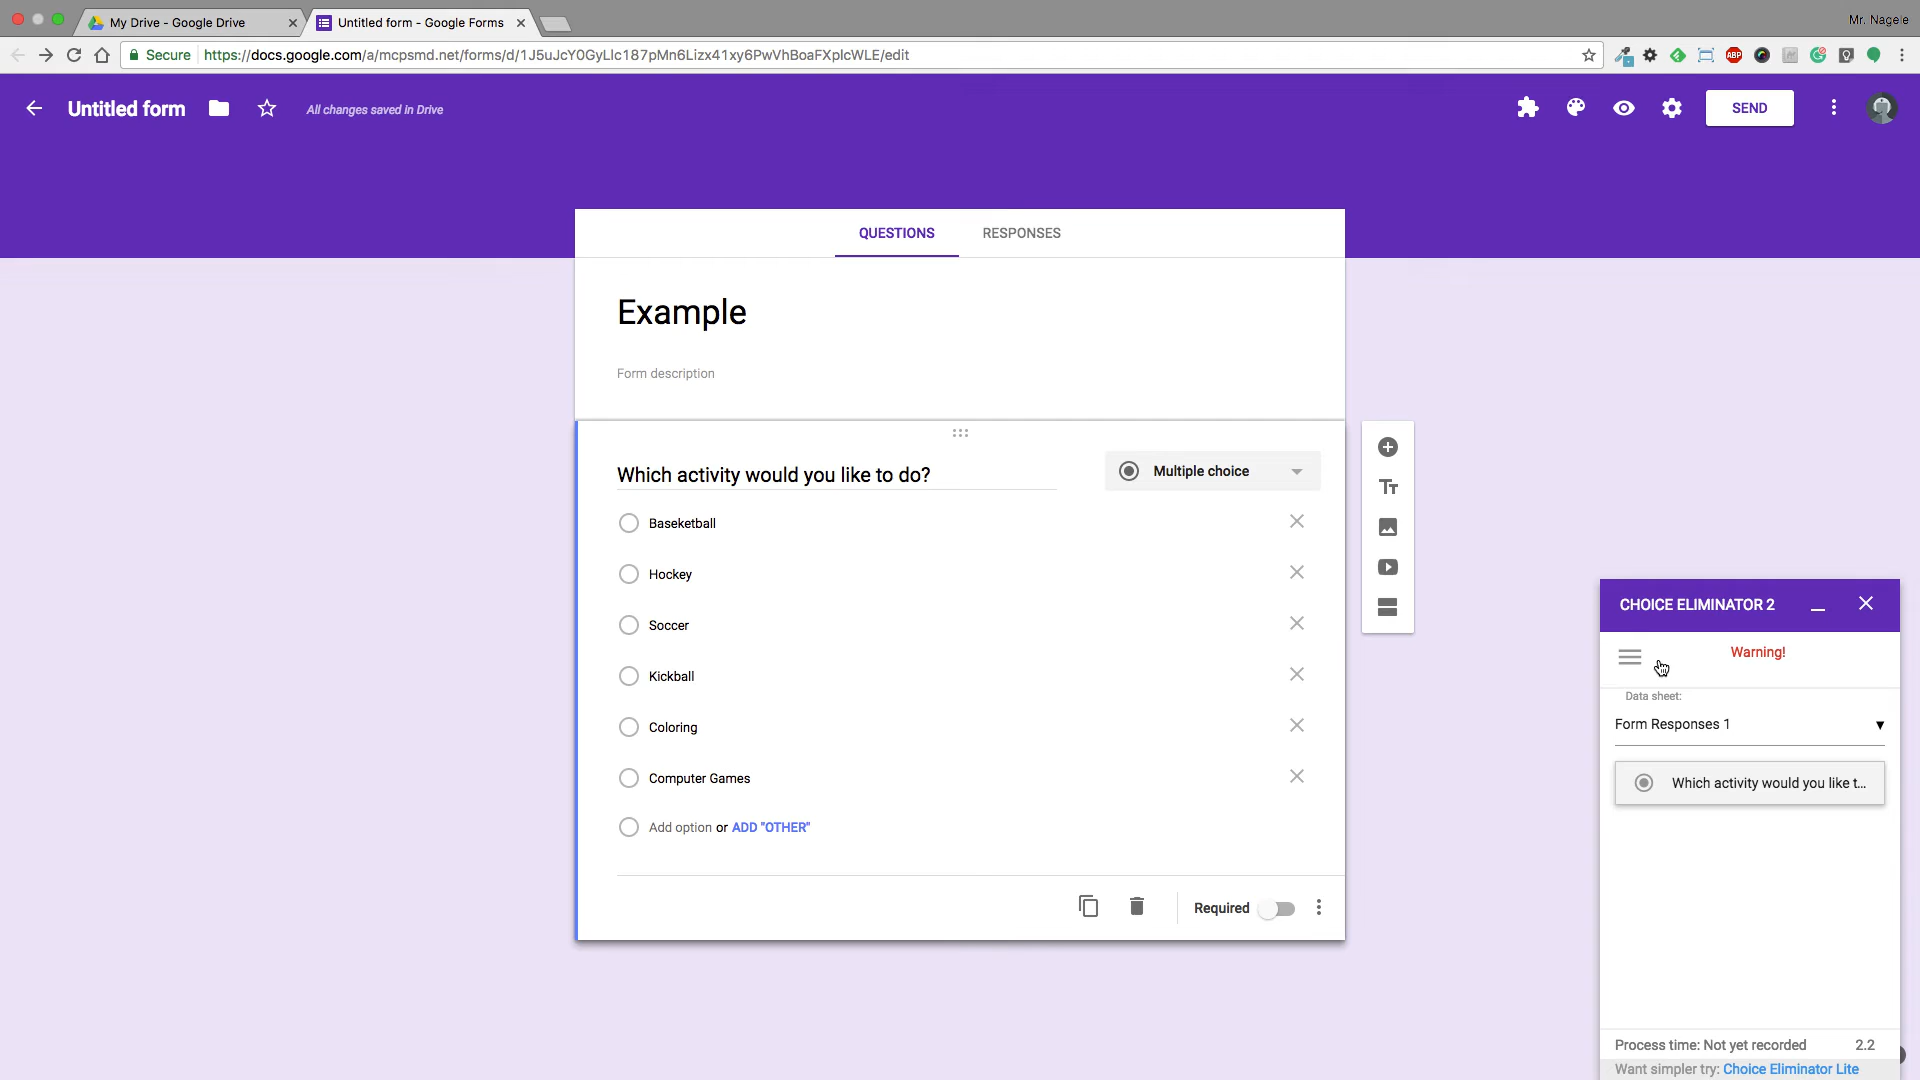 My Drive - Google Drive
Untitled form - Google Forms
Mr. Nagele
Secure
https://docs.google.com/a/mcpsmd.net/forms/d/1J5uJcY0GyLlc187pMn6Lizx41xy6PwVhBoaFXplcWLE/edit
ABP
Untitled form
All changes saved in Drive
SEND
QUESTIONS
RESPONSES
Example
Form description
Which activity would you like to do?
Multiple choice
Baseketball
Hockey
Soccer
Kickball
Coloring
Computer Games
Add option or ADD "OTHER"
Required
CHOICE ELIMINATOR 2
Warning!
Data sheet:
Form Responses 1
Which activity would you like t...
Process time: Not yet recorded
2.2
Want simpler try: Choice Eliminator Lite